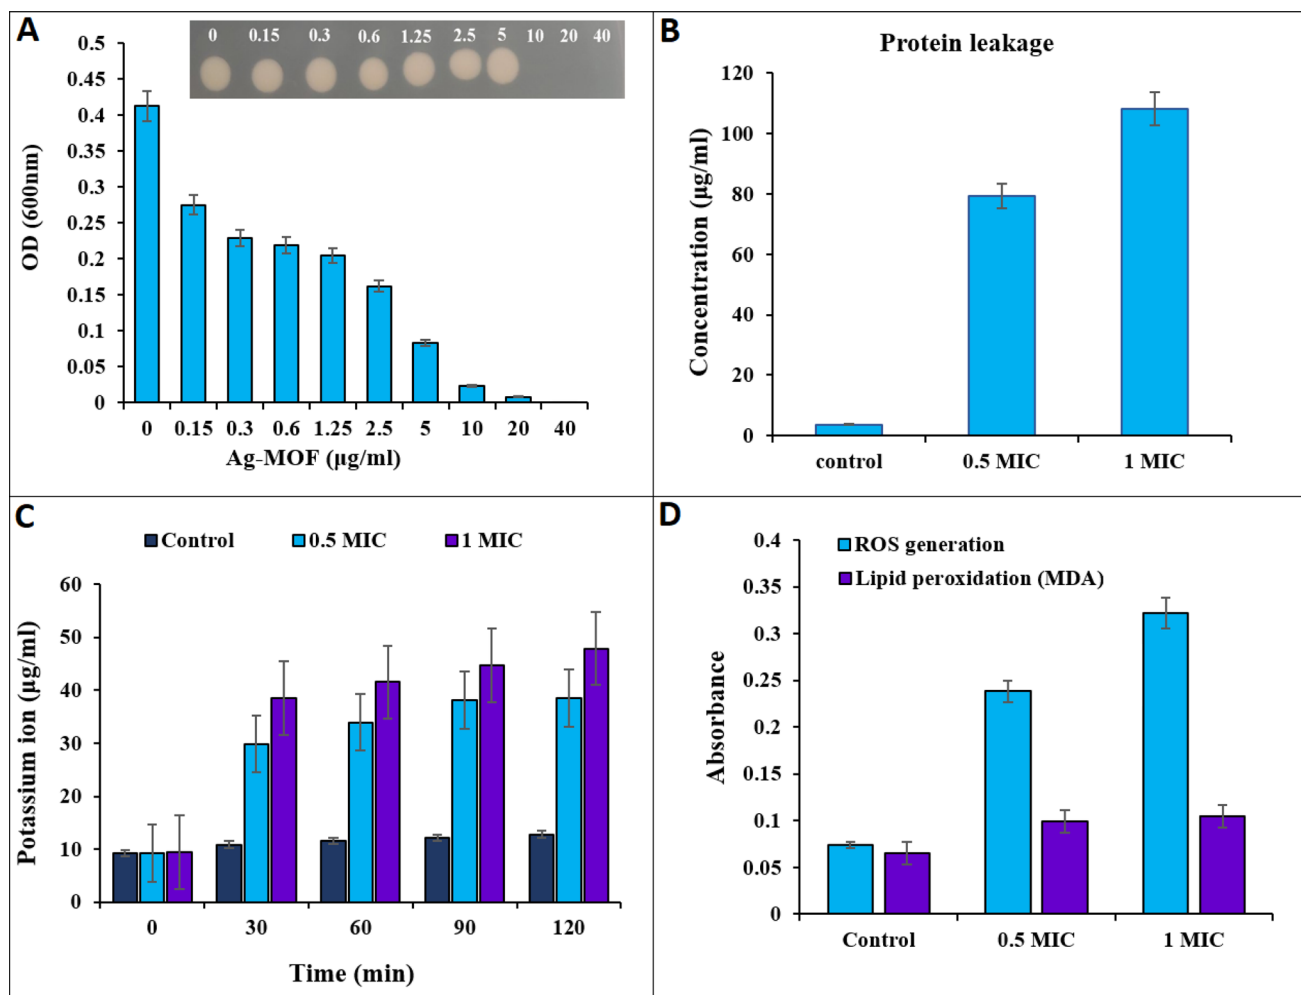 A
0 0.15 0.3 0.6 1.25 2.5 5 10 20 40
0.5
0.45
0.4
0.35
0.3
0.25
0.2
0.15
0.1
0.05
0
OD (600nm)
0 0.15 0.3 0.6 1.25 2.5 5 10 20 40
Ag-MOF (µg/ml)
B
Protein leakage
120
100
80
60
40
20
0
Concentration (µg/ml)
control 0.5 MIC 1 MIC
C
Control 0.5 MIC 1 MIC
60
50
40
30
20
10
0
Potassium ion (µg/ml)
0 30 60 90 120
Time (min)
D
ROS generation
Lipid peroxidation (MDA)
0.4
0.35
0.3
0.25
0.2
0.15
0.1
0.05
0
Absorbance
Control 0.5 MIC 1 MIC